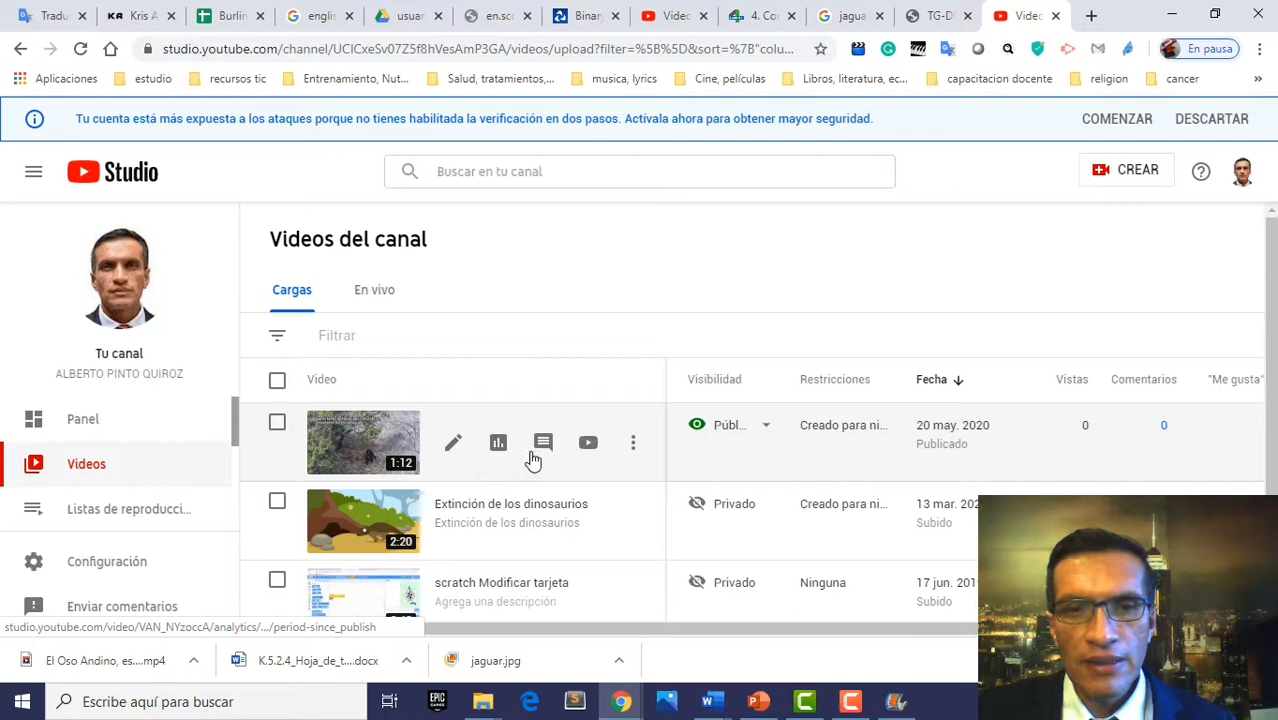 Traduc
Kris A
Burlin
englis
usuar
en.sc
Binary
Videc
4. Co
jagua
TG-DI
Videc
studio.youtube.com/channel/UCICxeSv07Z5f8hVesAmP3GA/videos/upload?filter=%5B%5D&sort=%7B"colu...
En pausa
Aplicaciones
estudio
recursos tic
Entrenamiento, Nut...
Salud, tratamientos,...
musica, lyrics
Cine, películas
Libros, literatura, ec...
capacitacion docente
religion
cancer
»
Tu cuenta está más expuesta a los ataques porque no tienes habilitada la verificación en dos pasos. Actívala ahora para obtener mayor seguridad.
COMENZAR
DESCARTAR
Studio
Buscar en tu canal
CREAR
Videos del canal
Cargas
En vivo
Filtrar
Tu canal
ALBERTO PINTO QUIROZ
Panel
Videos
Listas de reproducci...
Configuración
Enviar comentarios
Video
Visibilidad
Restricciones
Fecha
Vistas
Comentarios
"Me gusta"
1:12
Públ...
Creado para ni...
20 may. 2020
Publicado
0
0
2:20
Extinción de los dinosaurios
Extinción de los dinosaurios
Privado
Creado para ni...
13 mar. 202
Subido
scratch Modificar tarjeta
Agrega una descripción
Privado
Ninguna
17 jun. 201
Subido
studio.youtube.com/video/VAN_NYzoccA/analytics/.../period-since_publish
El Oso Andino, es....mp4
K.5.2.4_Hoja_de_t....docx
jaguar.jpg
Escribe aquí para buscar
EPIC GAMES